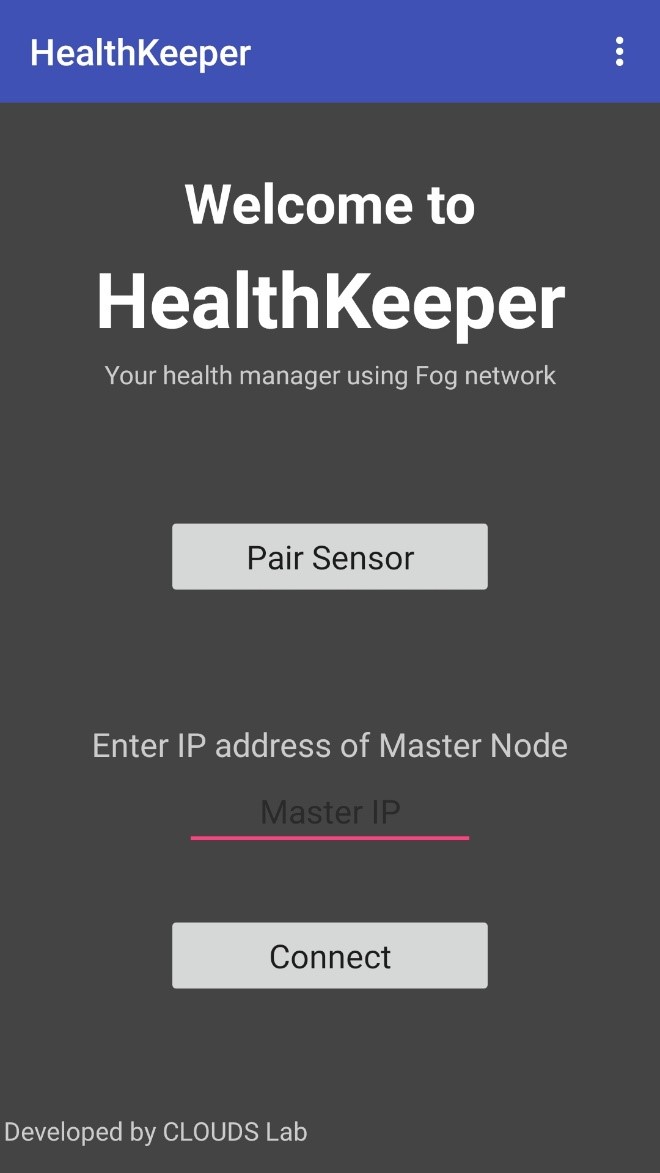 HealthKeeper
Welcome to
HealthKeeper
Your health manager using Fog network
Pair Sensor
Enter IP address of Master Node
Master IP
Connect
Developed by CLOUDS Lab